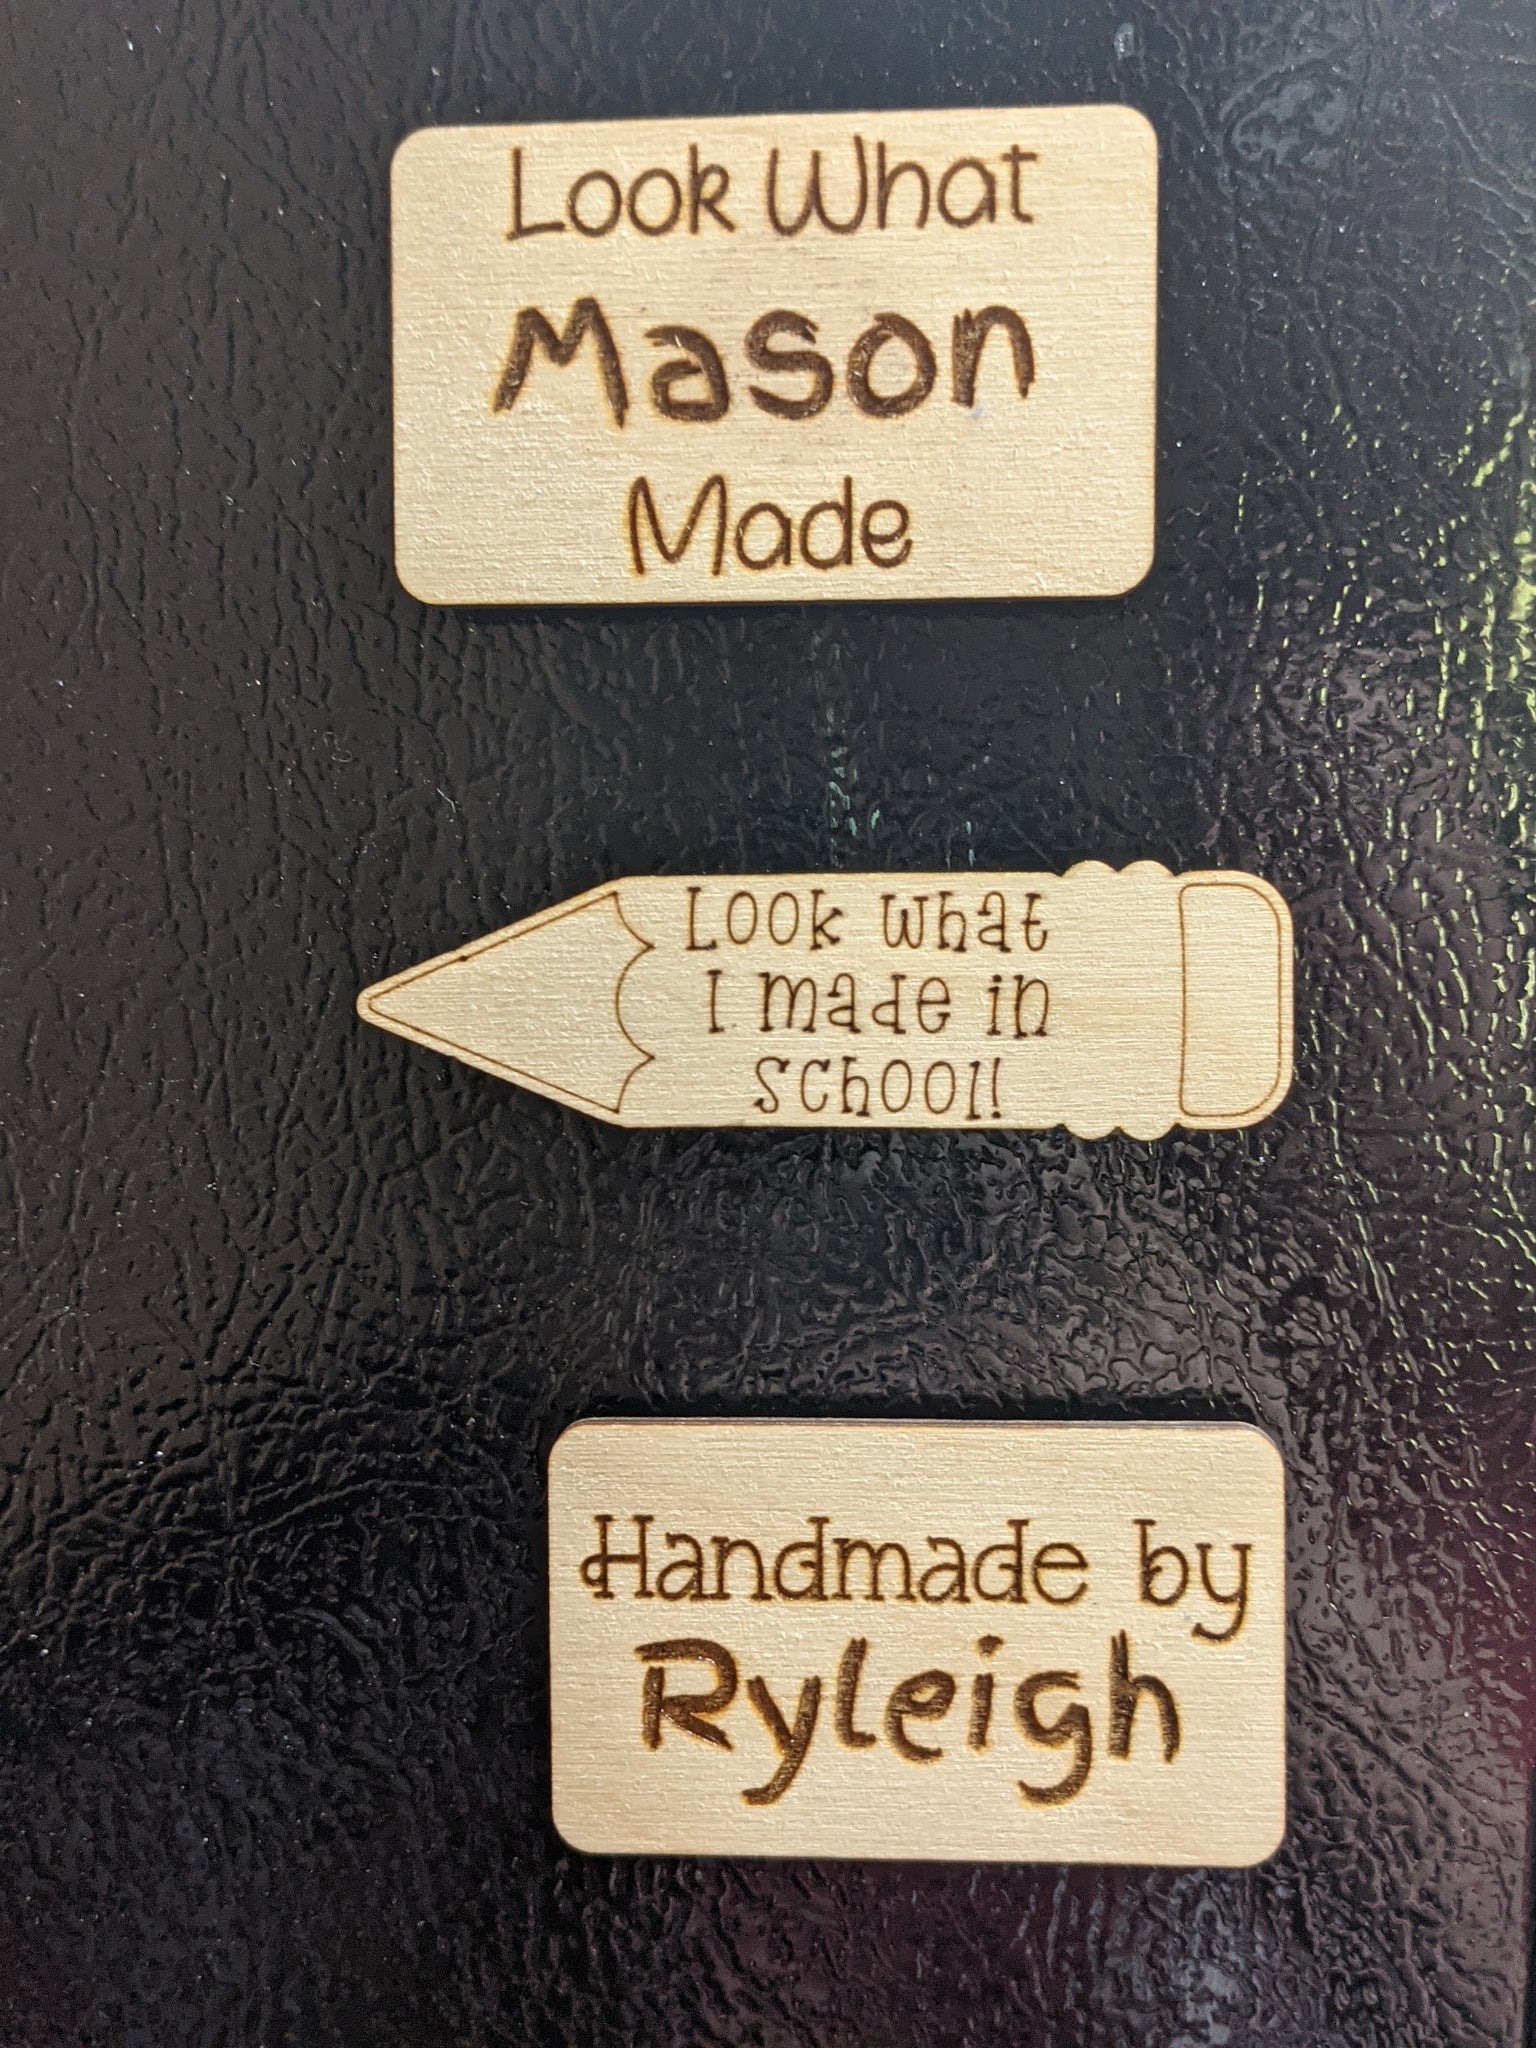 Look What
Mason
Made
Look what
I made in
school!
Handmade by
Ryleigh